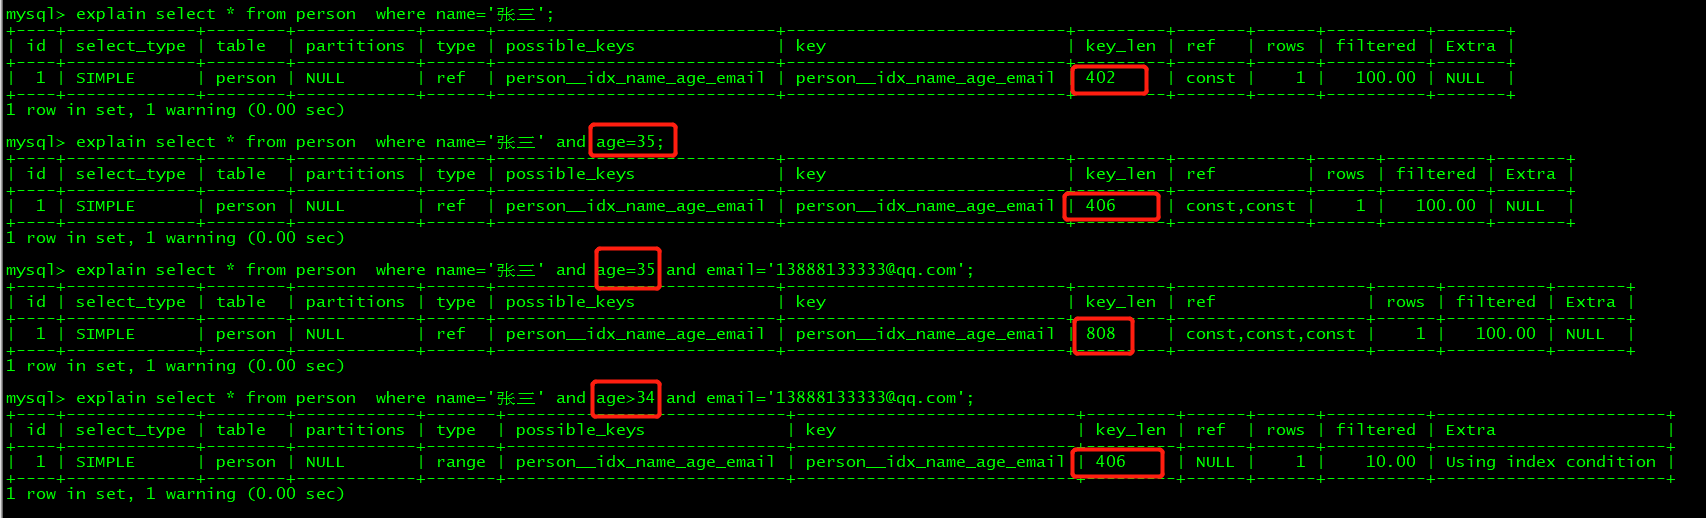 mysql> explain select * from person  where name='张三';
+----+-------------+--------+------------+------+----------------------------+----------------------------+---------+-------+------+----------+-------+
| id | select_type | table  | partitions | type | possible_keys              | key                        | key_len | ref   | rows | filtered | Extra |
+----+-------------+--------+------------+------+----------------------------+----------------------------+---------+-------+------+----------+-------+
|  1 | SIMPLE      | person | NULL       | ref  | person__idx_name_age_email | person__idx_name_age_email | 402     | const |    1 |   100.00 | NULL  |
+----+-------------+--------+------------+------+----------------------------+----------------------------+---------+-------+------+----------+-------+
1 row in set, 1 warning (0.00 sec)
mysql> explain select * from person  where name='张三' and age=35;
+----+-------------+--------+------------+------+----------------------------+----------------------------+---------+-------------+------+----------+-------+
| id | select_type | table  | partitions | type | possible_keys              | key                        | key_len | ref         | rows | filtered | Extra |
+----+-------------+--------+------------+------+----------------------------+----------------------------+---------+-------------+------+----------+-------+
|  1 | SIMPLE      | person | NULL       | ref  | person__idx_name_age_email | person__idx_name_age_email | 406     | const,const |    1 |   100.00 | NULL  |
+----+-------------+--------+------------+------+----------------------------+----------------------------+---------+-------------+------+----------+-------+
1 row in set, 1 warning (0.00 sec)
mysql> explain select * from person  where name='张三' and age=35 and email='13888133333@qq.com';
+----+-------------+--------+------------+------+----------------------------+----------------------------+---------+-------------------+------+----------+-------+
| id | select_type | table  | partitions | type | possible_keys              | key                        | key_len | ref               | rows | filtered | Extra |
+----+-------------+--------+------------+------+----------------------------+----------------------------+---------+-------------------+------+----------+-------+
|  1 | SIMPLE      | person | NULL       | ref  | person__idx_name_age_email | person__idx_name_age_email | 808     | const,const,const |    1 |   100.00 | NULL  |
+----+-------------+--------+------------+------+----------------------------+----------------------------+---------+-------------------+------+----------+-------+
1 row in set, 1 warning (0.00 sec)
mysql> explain select * from person  where name='张三' and age>34 and email='13888133333@qq.com';
+----+-------------+--------+------------+-------+----------------------------+----------------------------+---------+------+------+----------+-----------------------+
| id | select_type | table  | partitions | type  | possible_keys              | key                        | key_len | ref  | rows | filtered | Extra                 |
+----+-------------+--------+------------+-------+----------------------------+----------------------------+---------+------+------+----------+-----------------------+
|  1 | SIMPLE      | person | NULL       | range | person__idx_name_age_email | person__idx_name_age_email | 406     | NULL |    1 |    10.00 | Using index condition |
+----+-------------+--------+------------+-------+----------------------------+----------------------------+---------+------+------+----------+-----------------------+
1 row in set, 1 warning (0.00 sec)